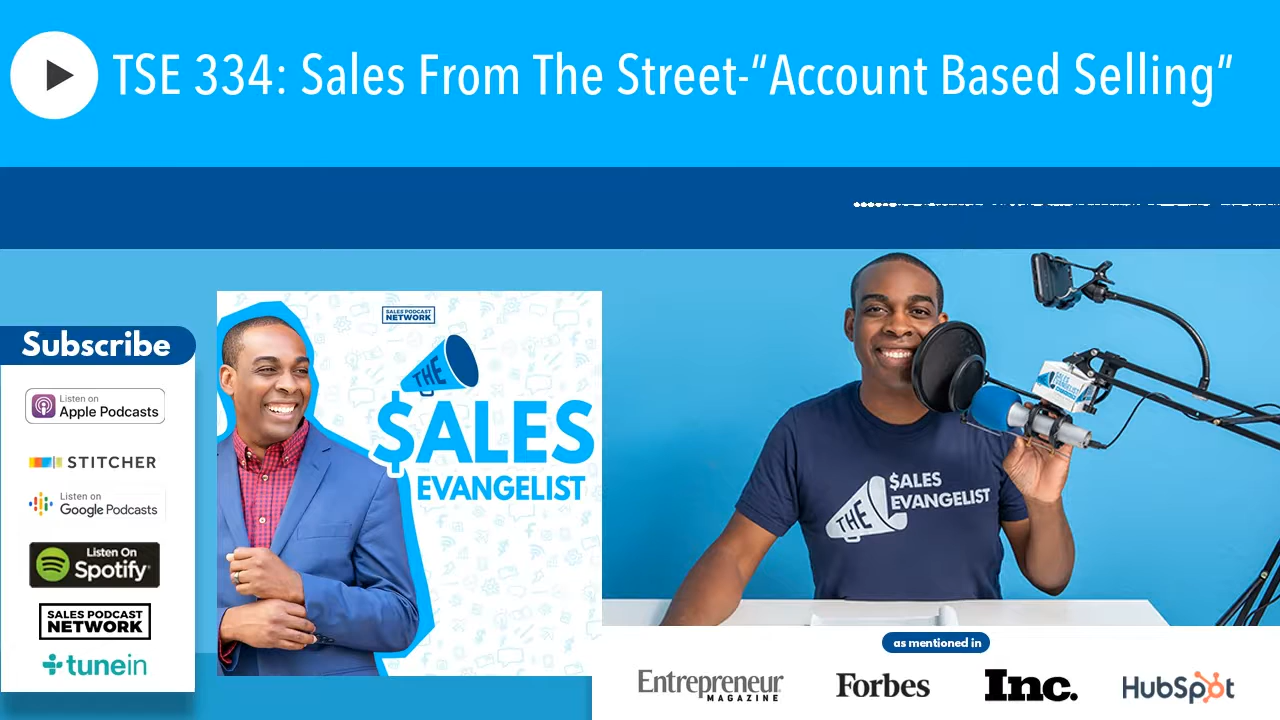 TSE 334: Sales From The Street-“Account Based Selling”
Subscribe
Listen on
Apple Podcasts
STITCHER
Listen on
Google Podcasts
Listen On
Spotify
SALES PODCAST
NETWORK
tunein
SALES PODCAST
NETWORK
THE
$ALES
EVANGELIST
SALES
EVANGELIST
THE
$ALES
EVANGELIST
as mentioned in
Entrepreneur
MAGAZINE
Forbes
Inc.
HubSpot